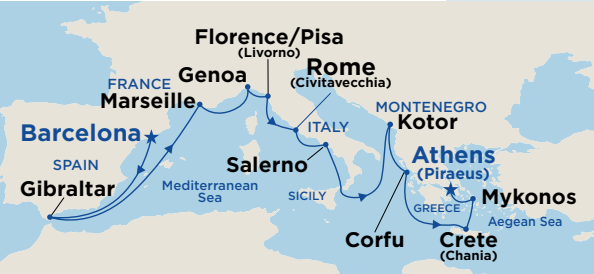 Florence/Pisa
(Livorno)
Genoa
Rome
(Civitavecchia)
FRANCE
Marseille
MONTENEGRO
Kotor
Barcelona
ITALY
SPAIN
Salerno
Athens
(Piraeus)
Gibraltar
Mediterranean
Sea
SICILY
Mykonos
GREECE
Aegean Sea
Corfu
Crete
(Chania)